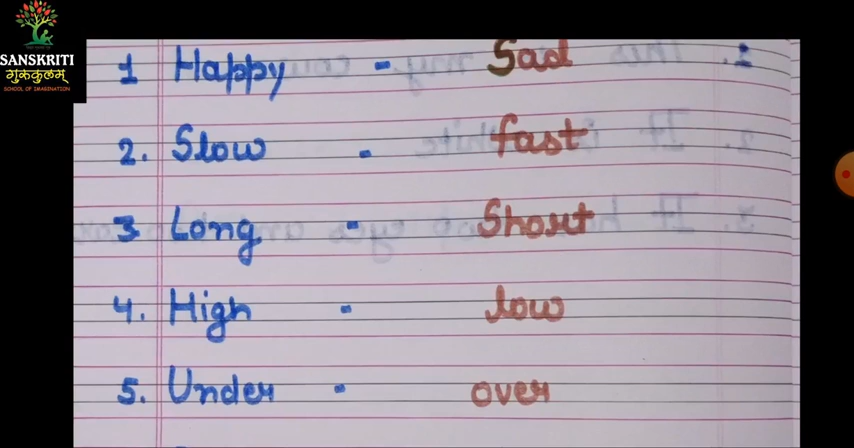 SANSKRITI
गुरुकुलम्
SCHOOL OF IMAGINATION
1 Happy - Sad
2. Slow - fast
3 Long - Short
4. High - low
5. Under - over